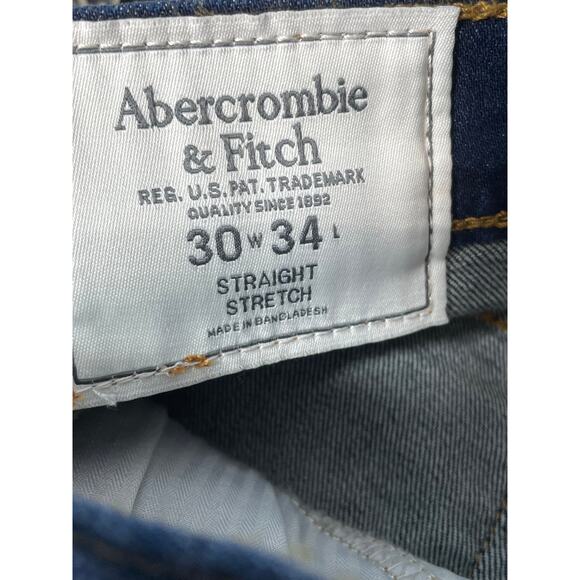 Abercrombie
& Fitch
REG. U.S. PAT. TRADEMARK
QUALITY SINCE 1892
30 W 34 L
STRAIGHT
STRETCH
MADE IN BANGLADESH